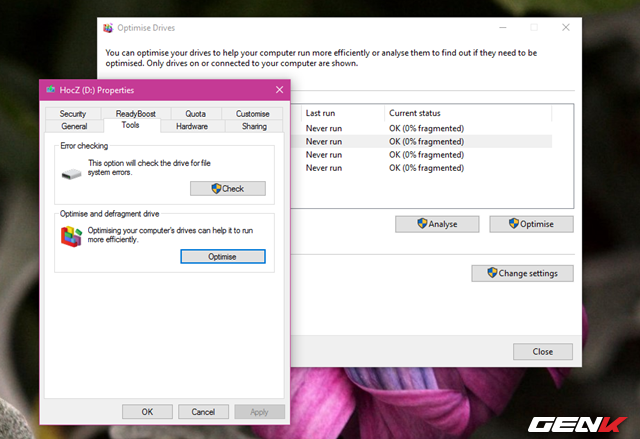 Optimise Drives
You can optimise your drives to help your computer run more efficiently or analyse them to find out if they need to be
optimised. Only drives on or connected to your computer are shown.
Last run Current status
Never run OK (0% fragmented)
Never run OK (0% fragmented)
Never run OK (0% fragmented)
Never run OK (0% fragmented)
Analyse Optimise
Change settings
Close
HocZ (D:) Properties
Security ReadyBoost Quota Customise
General Tools Hardware Sharing
Error checking
This option will check the drive for file
system errors.
Check
Optimise and defragment drive
Optimising your computer's drives can help it to run
more efficiently.
Optimise
OK Cancel Apply
GENK